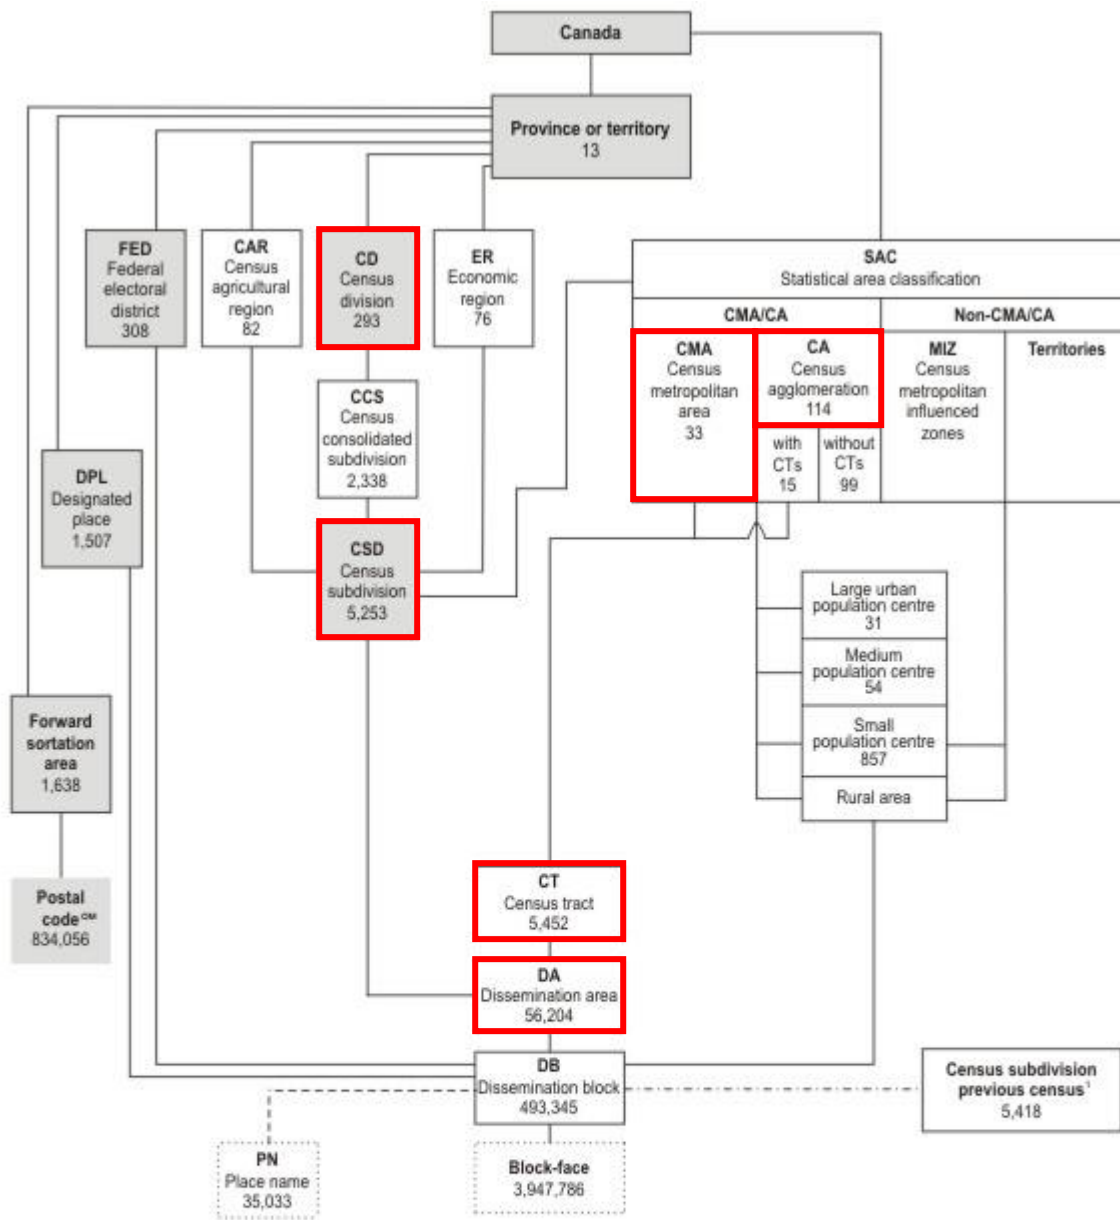 Canada
Province or territory
13
FED
Federal
electoral
district
308
CAR
Census
agricultural
region
82
CD
Census
division
293
ER
Economic
region
76
SAC
Statistical area classification
CMA/CA
Non-CMA/CA
CMA
Census
metropolitan
area
33
CA
Census
agglomeration
114
with
CTs
15
without
CTs
99
MIZ
Census
metropolitan
influenced
zones
Territories
CCS
Census
consolidated
subdivision
2,338
DPL
Designated
place
1,507
CSD
Census
subdivision
5,253
Large urban
population centre
31
Medium
population centre
54
Small
population centre
857
Rural area
Forward
sortation
area
1,638
Postal
code OM
834,056
CT
Census tract
5,452
DA
Dissemination area
56,204
DB
Dissemination block
493,345
Census subdivision
previous census¹
5,418
PN
Place name
35,033
Block-face
3,947,786